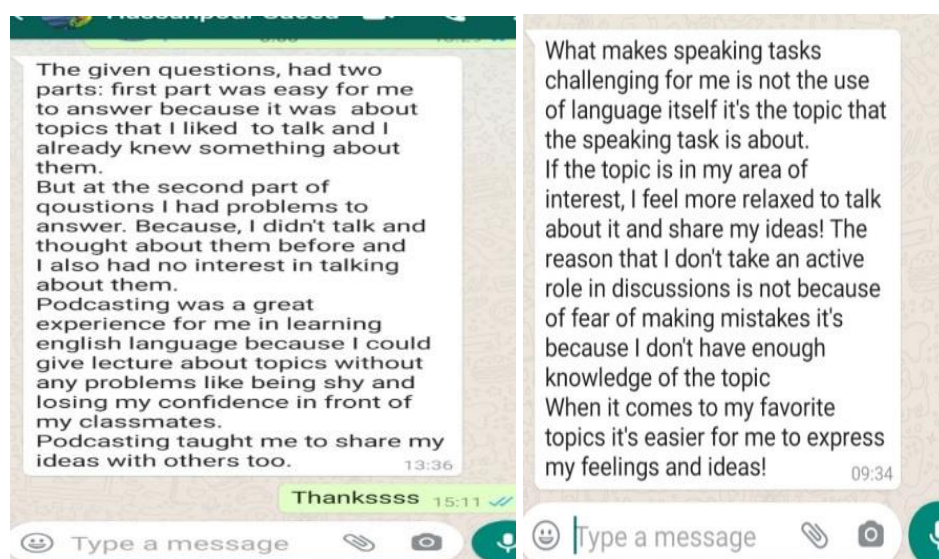 The given questions, had two
parts: first part was easy for me
to answer because it was about
topics that I liked to talk and I
already knew something about
them.
But at the second part of
qoustions I had problems to
answer. Because, I didn't talk and
thought about them before and
I also had no interest in talking
about them.
Podcasting was a great
experience for me in learning
english language because I could
give lecture about topics without
any problems like being shy and
losing my confidence in front of
my classmates.
Podcasting taught me to share my
ideas with others too.
13:36
Thankssss 15:11
Type a message
What makes speaking tasks
challenging for me is not the use
of language itself it's the topic that
the speaking task is about.
If the topic is in my area of
interest, I feel more relaxed to talk
about it and share my ideas! The
reason that I don't take an active
role in discussions is not because
of fear of making mistakes it's
because I don't have enough
knowledge of the topic
When it comes to my favorite
topics it's easier for me to express
my feelings and ideas!
09:34
Type a message